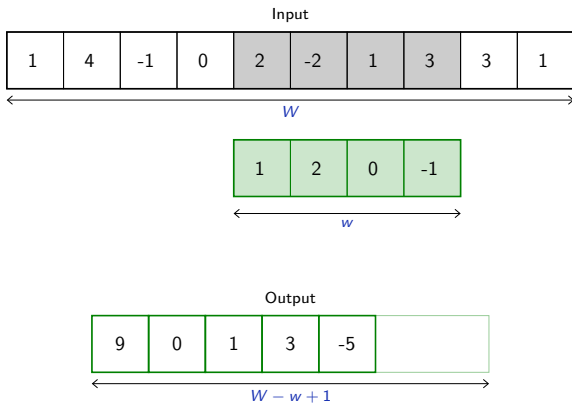 Input
1 4 -1 0 2 -2 1 3 3 1
W
1 2 0 -1
w
Output
9 0 1 3 -5
W − w + 1